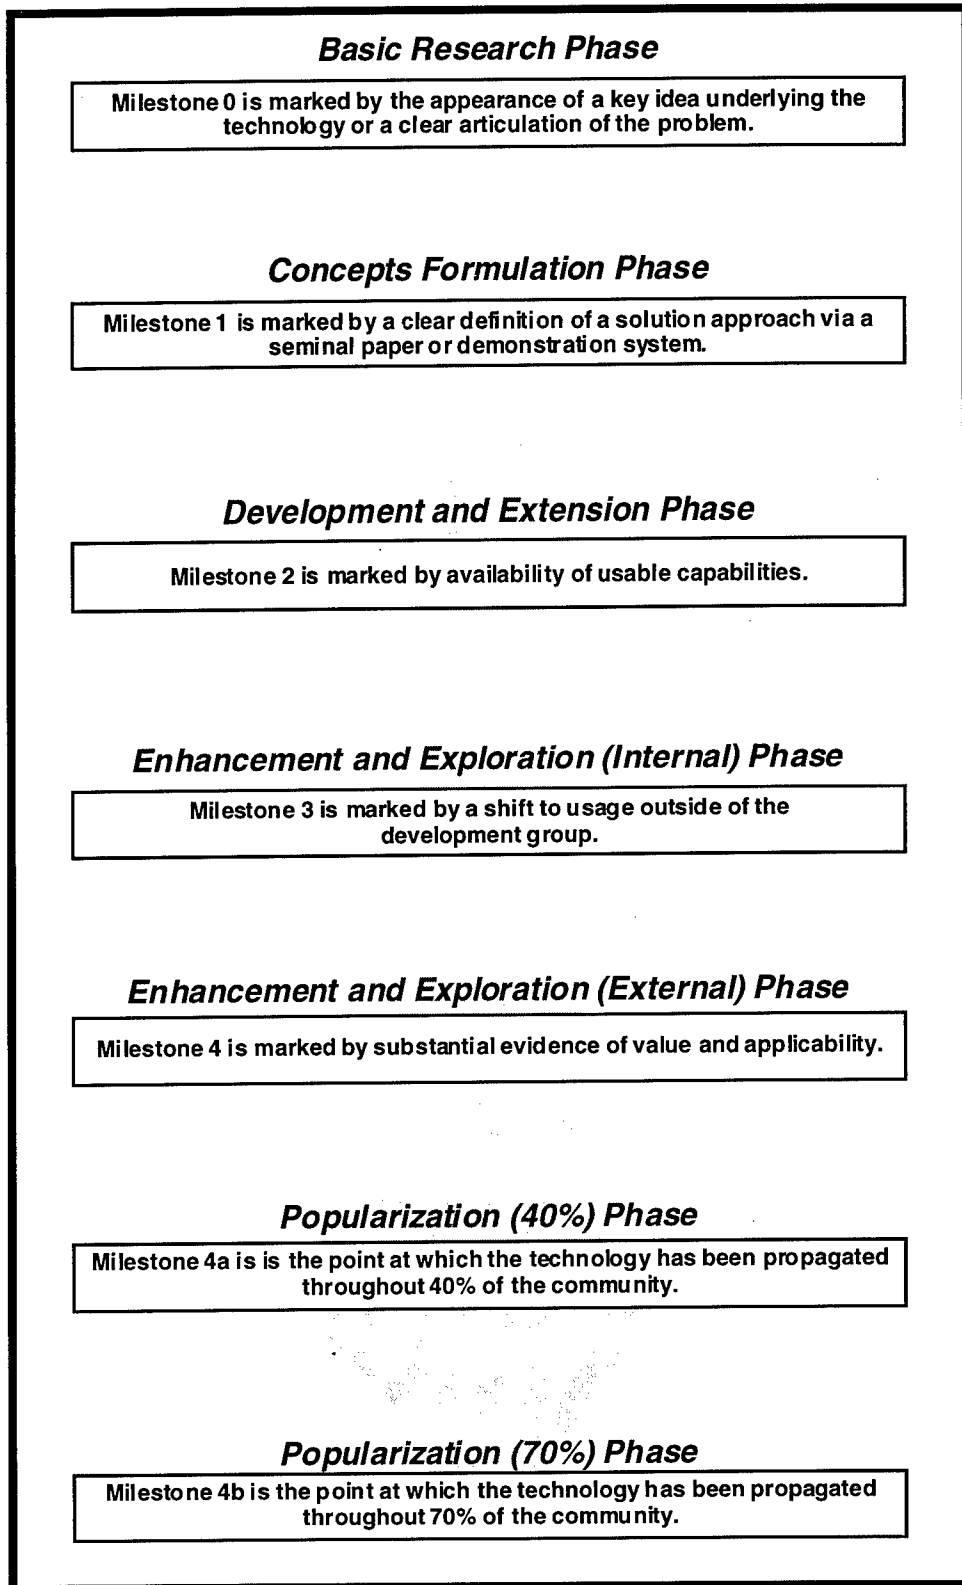 Basic Research Phase
Milestone 0 is marked by the appearance of a key idea underlying the
technology or a clear articulation of the problem.
Concepts Formulation Phase
Milestone 1 is marked by a clear definition of a solution approach via a
seminal paper or demonstration system.
Development and Extension Phase
Milestone 2 is marked by availability of usable capabilities.
Enhancement and Exploration (Internal) Phase
Milestone 3 is marked by a shift to usage outside of the
development group.
Enhancement and Exploration (External) Phase
Milestone 4 is marked by substantial evidence of value and applicability.
Popularization (40%) Phase
Milestone 4a is is the point at which the technology has been propagated
throughout 40% of the community.
Popularization (70%) Phase
Milestone 4b is the point at which the technology has been propagated
throughout 70% of the community.